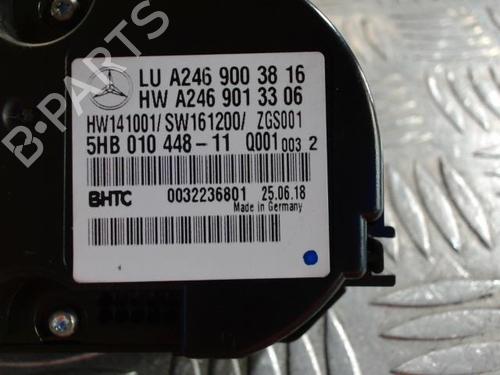 LU A246 900 38 16
HW A246 901 33 06
HW141001/SW161200/ ZGS001
5HB 010 448-11 Q001 003 2
BHTC 0032236801 25.06.18
Made in Germany
B-PARTS